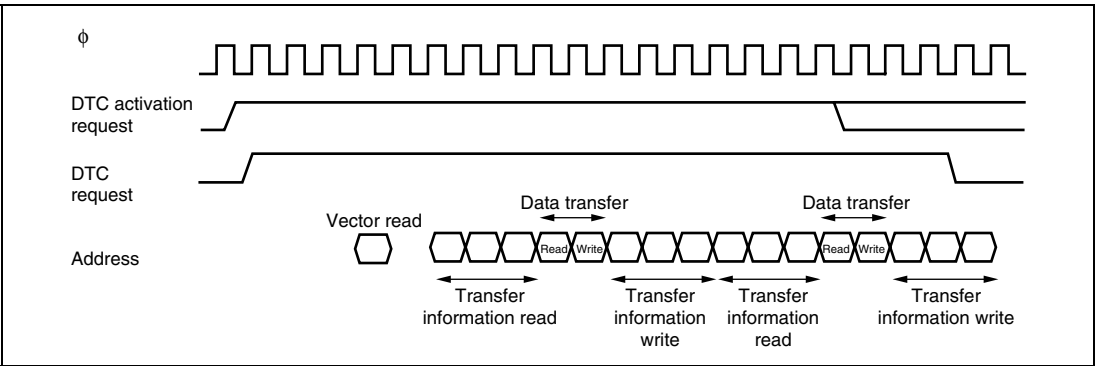 ϕ
DTC activation
request
DTC
request
Data transfer
Data transfer
Vector read
Address
Read
Write
Read
Write
Transfer
information read
Transfer
information
write
Transfer
information
read
Transfer
information write